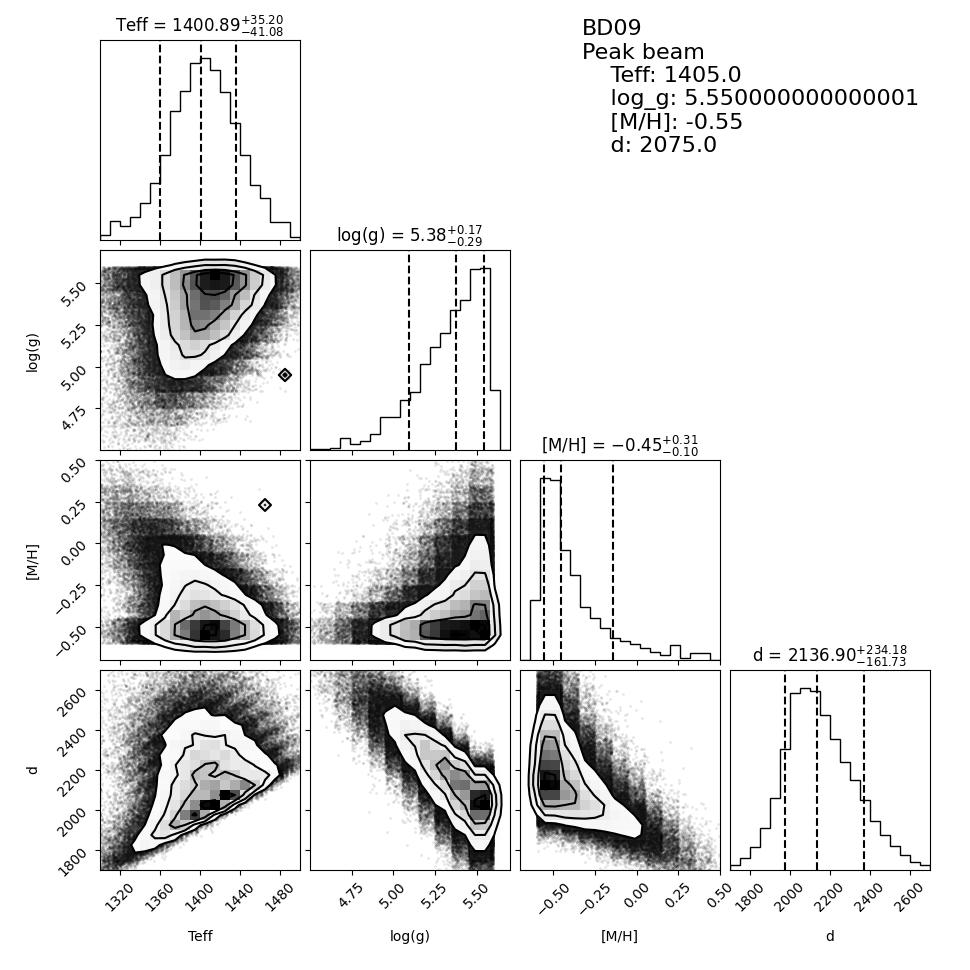 Teff = 1400.89 +35.20 −41.08
BD09
Peak beam
Teff: 1405.0
log_g: 5.550000000000001
[M/H]: -0.55
d: 2075.0
log(g) = 5.38 +0.17 −0.29
log(g)
5.50
5.25
5.00
4.75
[M/H] = −0.45 +0.31 −0.10
[M/H]
0.50
0.25
0.00
−0.25
−0.50
d = 2136.90 +234.18 −161.73
d
2600
2400
2200
2000
1800
1320 1360 1400 1440 1480
4.75 5.00 5.25 5.50
−0.50 −0.25 0.00 0.25 0.50
1800 2000 2200 2400 2600
Teff
log(g)
[M/H]
d